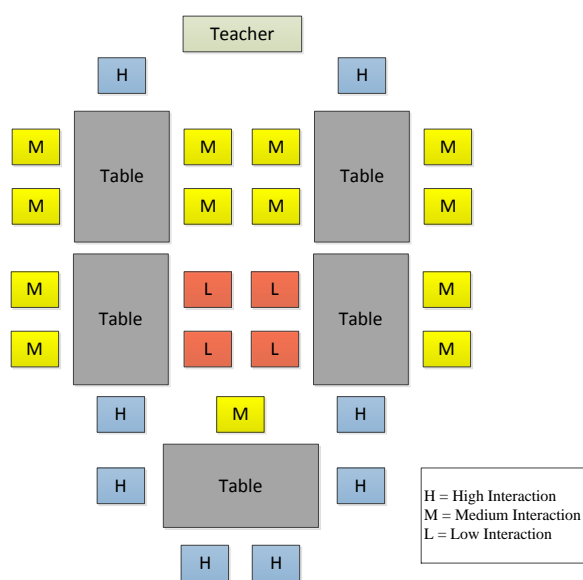 Teacher
H H
M M M M
Table Table
M M M M
M L L M
Table Table
M L L M
H M H
H Table H
H H
H = High Interaction
M = Medium Interaction
L = Low Interaction